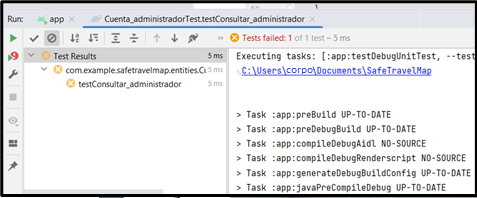 Run: app Cuenta_administradorTest.testConsultar_administrador
Tests failed: 1 of 1 test – 5 ms
Test Results 5 ms
com.example.safetravelmap.entities.Cu 5 ms
testConsultar_administrador 5 ms
Executing tasks: [:app:testDebugUnitTest, --test
C:\Users\corpo\Documents\SafeTravelMap
> Task :app:preBuild UP-TO-DATE
> Task :app:preDebugBuild UP-TO-DATE
> Task :app:compileDebugAidl NO-SOURCE
> Task :app:compileDebugRenderscript NO-SOURCE
> Task :app:generateDebugBuildConfig UP-TO-DATE
> Task :app:javaPreCompileDebug UP-TO-DATE